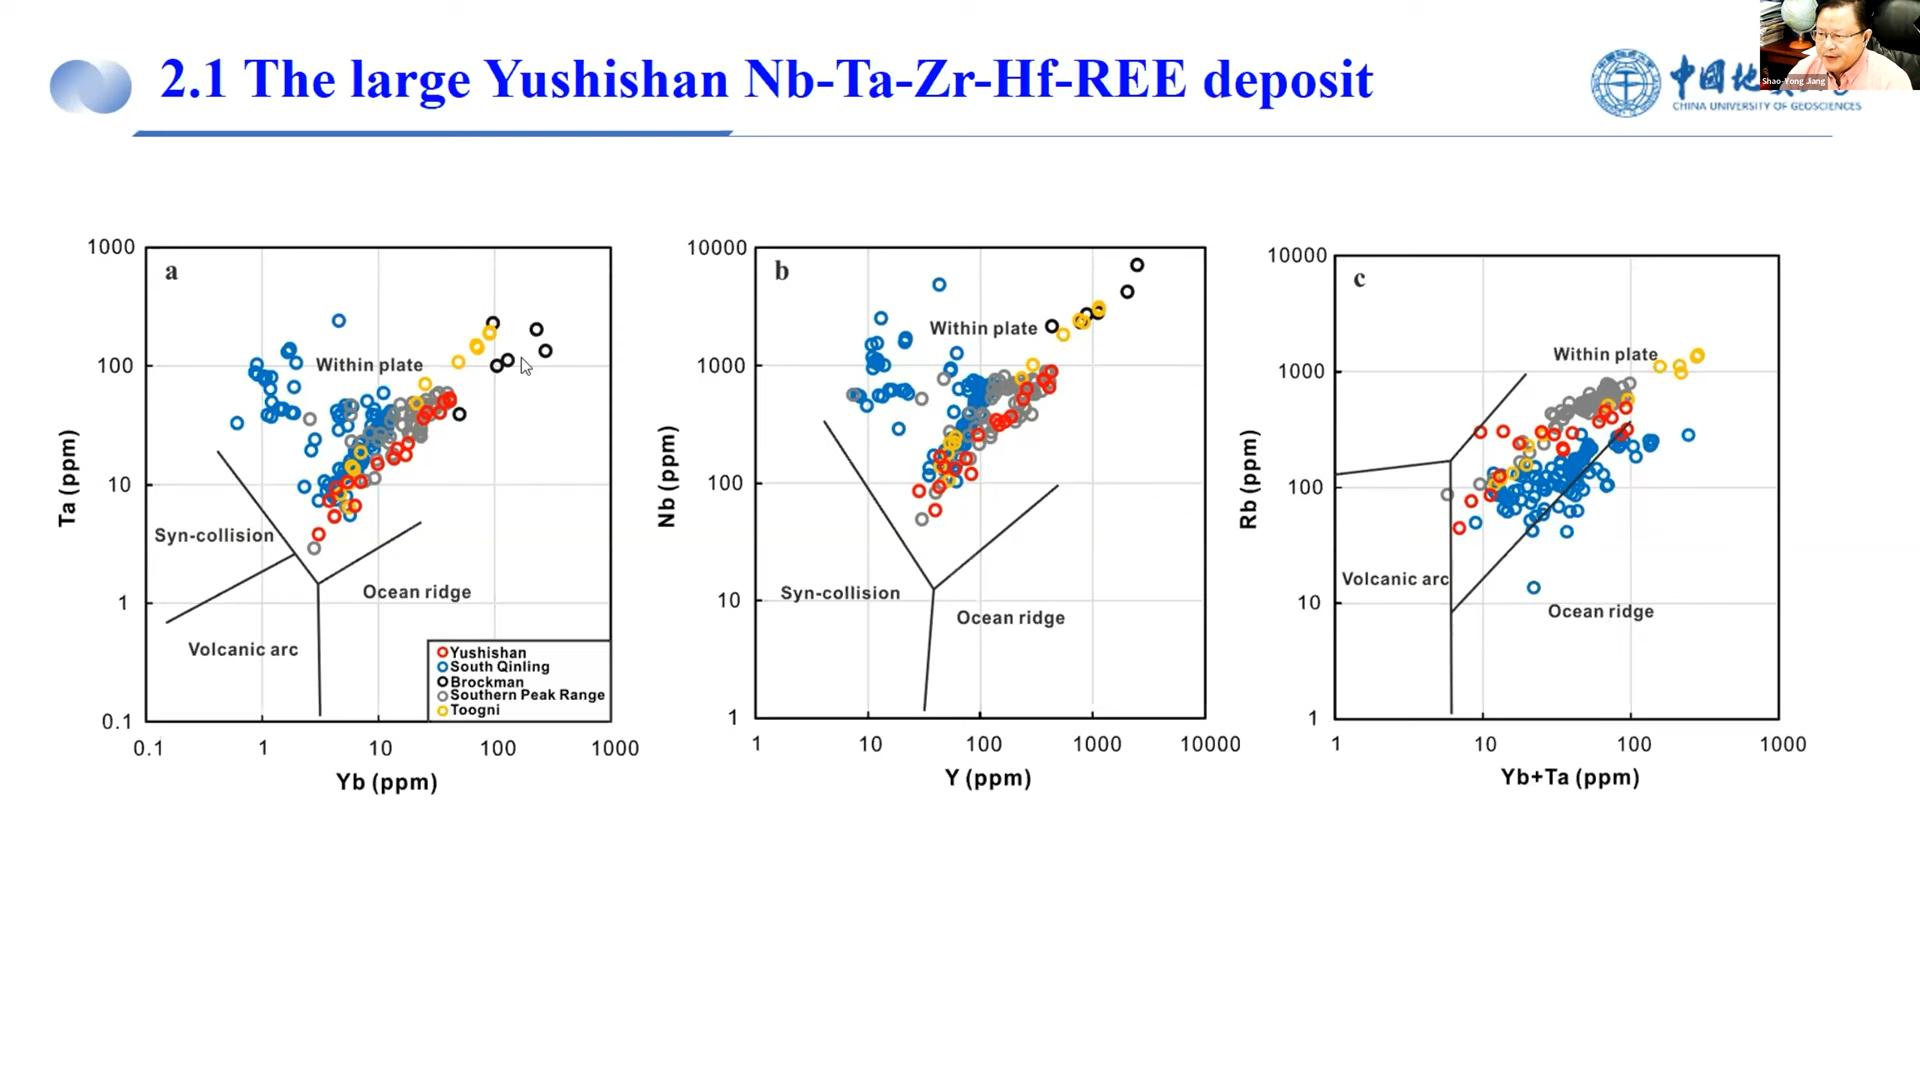 2.1 The large Yushishan Nb-Ta-Zr-Hf-REE deposit
中国地
CHINA UNIVERSITY OF GEOSCIENCES
Shao-Yong Jiang
a
Ta (ppm)
1000
100
10
1
0.1
Within plate
Syn-collision
Ocean ridge
Volcanic arc
Yushishan
South Qinling
Brockman
Southern Peak Range
Toogni
0.1 1 10 100 1000
Yb (ppm)
b
Nb (ppm)
10000
1000
100
10
1
Within plate
Syn-collision
Ocean ridge
1 10 100 1000 10000
Y (ppm)
c
Rb (ppm)
10000
1000
100
10
1
Within plate
Volcanic arc
Ocean ridge
1 10 100 1000
Yb+Ta (ppm)